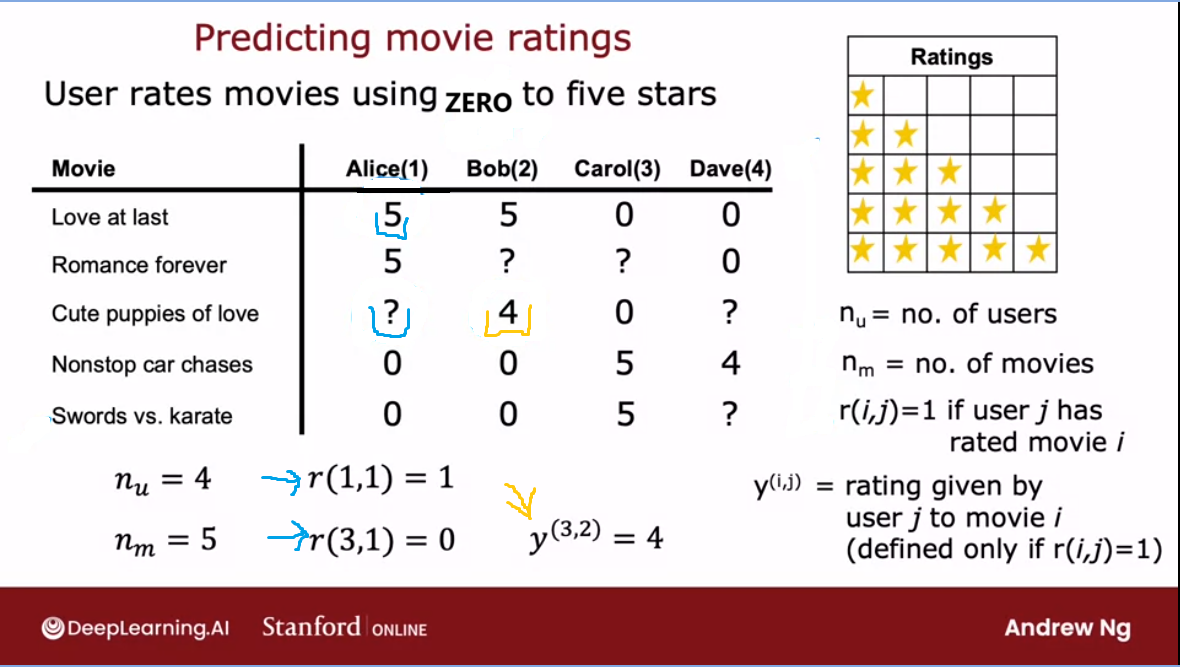 Predicting movie ratings
User rates movies using ZERO to five stars
Ratings
Movie Alice(1) Bob(2) Carol(3) Dave(4)
Love at last 5 5 0 0
Romance forever 5 ? ? 0
Cute puppies of love ? 4 0 ?
Nonstop car chases 0 0 5 4
Swords vs. karate 0 0 5 ?
nᵤ = no. of users
nₘ = no. of movies
r(i,j)=1 if user j has
rated movie i
y⁽ⁱ,ʲ⁾ = rating given by
user j to movie i
(defined only if r(i,j)=1)
nᵤ = 4 r(1,1) = 1
nₘ = 5 r(3,1) = 0 y⁽³,²⁾ = 4
DeepLearning.AI Stanford ONLINE Andrew Ng